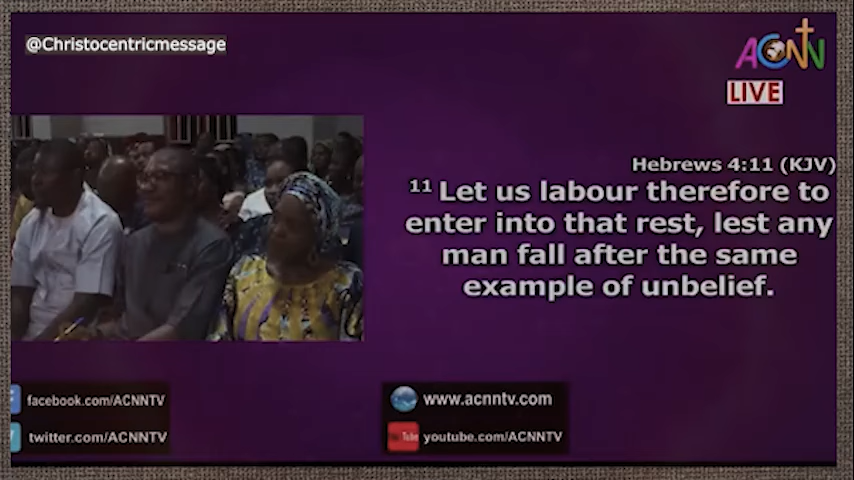 @Christocentricmessage
ACNN
LIVE
Hebrews 4:11 (KJV)
11 Let us labour therefore to
enter into that rest, lest any
man fall after the same
example of unbelief.
facebook.com/ACNNTV
twitter.com/ACNNTV
www.acnntv.com
You Tube youtube.com/ACNNTV